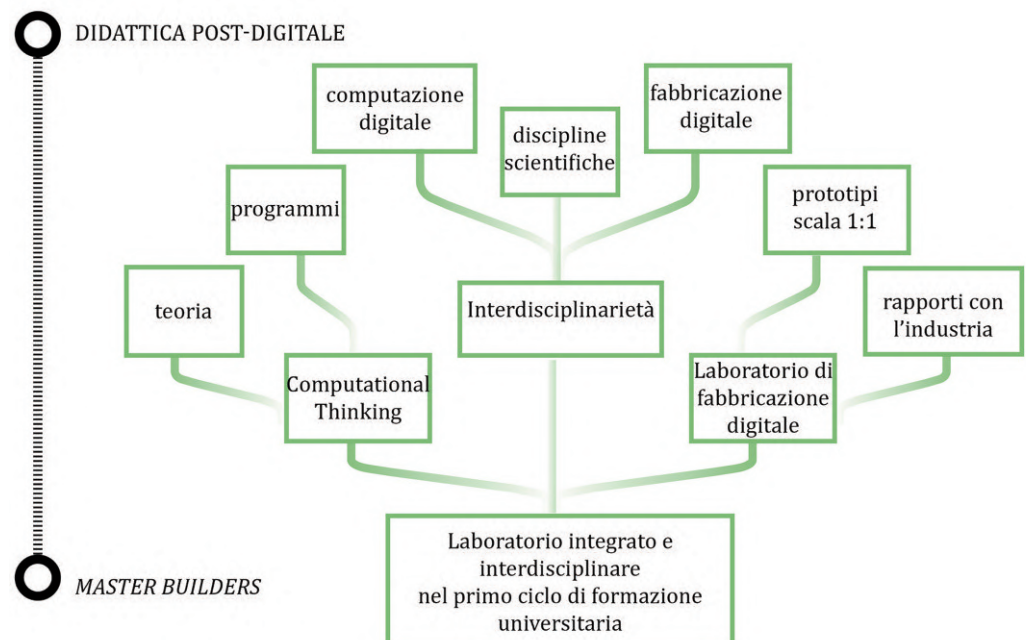 DIDATTICA POST-DIGITALE
computazione
digitale
discipline
scientifiche
fabbricazione
digitale
programmi
prototipi
scala 1:1
teoria
Interdisciplinarietà
rapporti con
l'industria
Computational
Thinking
Laboratorio di
fabbricazione
digitale
Laboratorio integrato e
interdisciplinare
nel primo ciclo di formazione
universitaria
MASTER BUILDERS